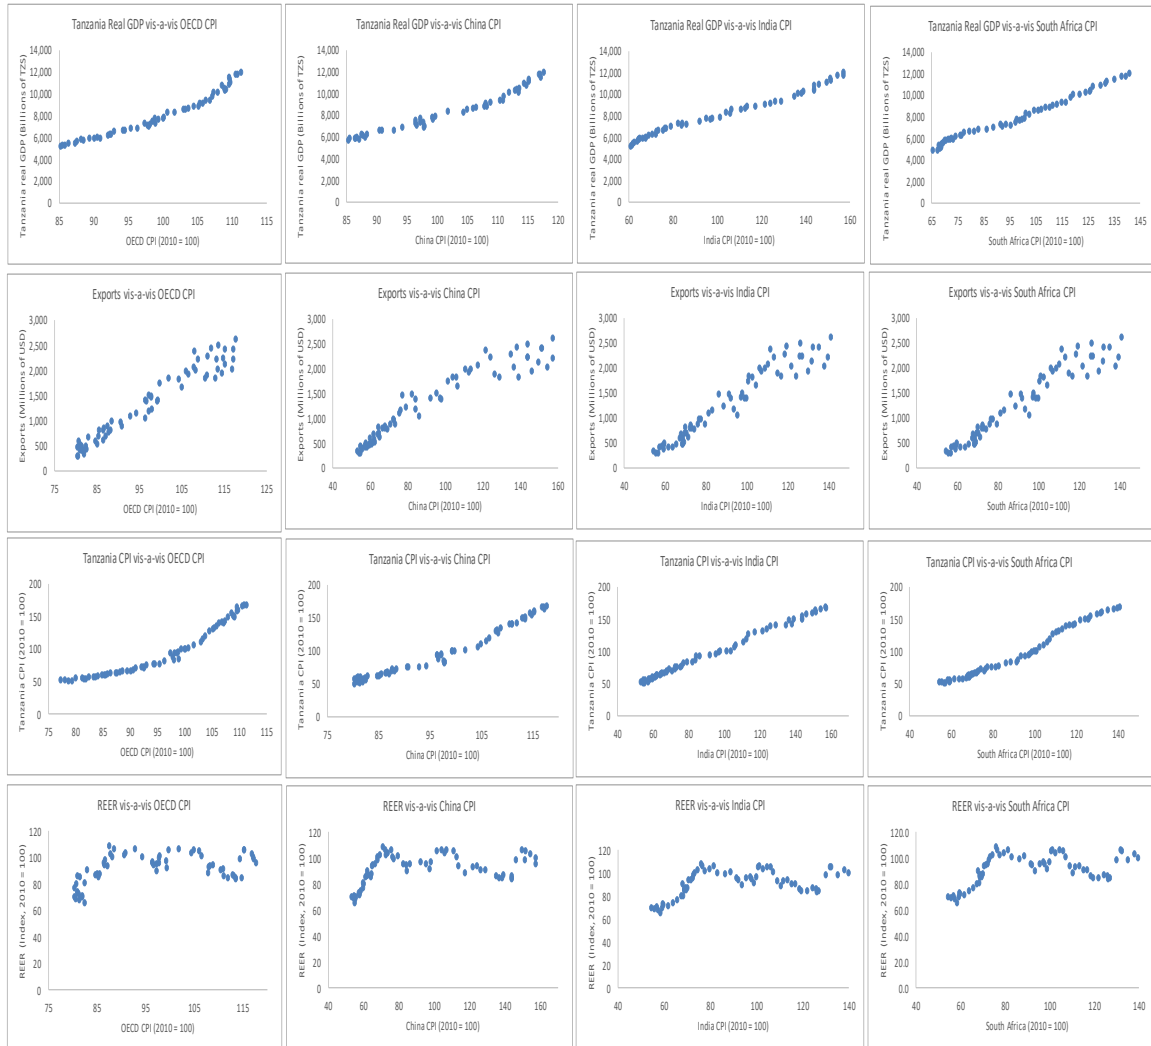 Tanzania Real GDP vis-a-vis OECD CPI
Tanzania real GDP (Billions of TZS)
14,000
12,000
10,000
8,000
6,000
4,000
2,000
0
85 90 95 100 105 110 115
OECD CPI (2010 = 100)
Tanzania Real GDP vis-a-vis China CPI
Tanzania real GDP (Billions of TZS)
14,000
12,000
10,000
8,000
6,000
4,000
2,000
0
85 90 95 100 105 110 115 120
China CPI (2010 = 100)
Tanzania Real GDP vis-a-vis India CPI
Tanzania real GDP (Billions of TZS)
14,000
12,000
10,000
8,000
6,000
4,000
2,000
0
60 80 100 120 140 160
India CPI (2010 = 100)
Tanzania Real GDP vis-a-vis South Africa CPI
Tanzania real GDP (Billions of TZS)
14,000
12,000
10,000
8,000
6,000
4,000
2,000
0
65 75 85 95 105 115 125 135 145
South Africa CPI (2010 = 100)
Exports vis-a-vis OECD CPI
Exports (Millions of USD)
3,000
2,500
2,000
1,500
1,000
500
0
75 85 95 105 115 125
OECD CPI (2010 = 100)
Exports vis-a-vis China CPI
Exports (Millions of USD)
3,000
2,500
2,000
1,500
1,000
500
0
40 60 80 100 120 140 160
China CPI (2010 = 100)
Exports vis-a-vis India CPI
Exports (Millions of USD)
3,000
2,500
2,000
1,500
1,000
500
0
40 60 80 100 120 140
India CPI (2010 = 100)
Exports vis-a-vis South Africa CPI
Exports (Millions of USD)
3,000
2,500
2,000
1,500
1,000
500
0
40 60 80 100 120 140
South Africa (2010 = 100)
Tanzania CPI vis-a-vis OECD CPI
Tanzania CPI (2010 = 100)
200
150
100
50
0
75 80 85 90 95 100 105 110 115
OECD CPI (2010 = 100)
Tanzania CPI vis-a-vis China CPI
Tanzania CPI (2010 = 100)
200
150
100
50
0
75 85 95 105 115
China CPI (2010 = 100)
Tanzania CPI vis-a-vis India CPI
Tanzania CPI (2010 = 100)
200
150
100
50
0
40 60 80 100 120 140 160
India CPI (2010 = 100)
Tanzania CPI vis-a-vis South Africa CPI
Tanzania CPI (2010 = 100)
200
150
100
50
0
40 60 80 100 120 140
South Africa CPI (2010 = 100)
REER vis-a-vis OECD CPI
REER (Index, 2010 = 100)
120
100
80
60
40
20
0
75 85 95 105 115
OECD CPI (2010 = 100)
REER vis-a-vis China CPI
REER (Index, 2010 = 100)
120
100
80
60
40
20
0
40 60 80 100 120 140 160
China CPI (2010 = 100)
REER vis-a-vis India CPI
REER (Index, 2010 = 100)
120
100
80
60
40
20
0
40 60 80 100 120 140
India CPI (2010 = 100)
REER vis-a-vis South Africa CPI
REER (Index, 2010 = 100)
120.0
100.0
80.0
60.0
40.0
20.0
0.0
40 60 80 100 120 140
South Africa CPI (2010 = 100)